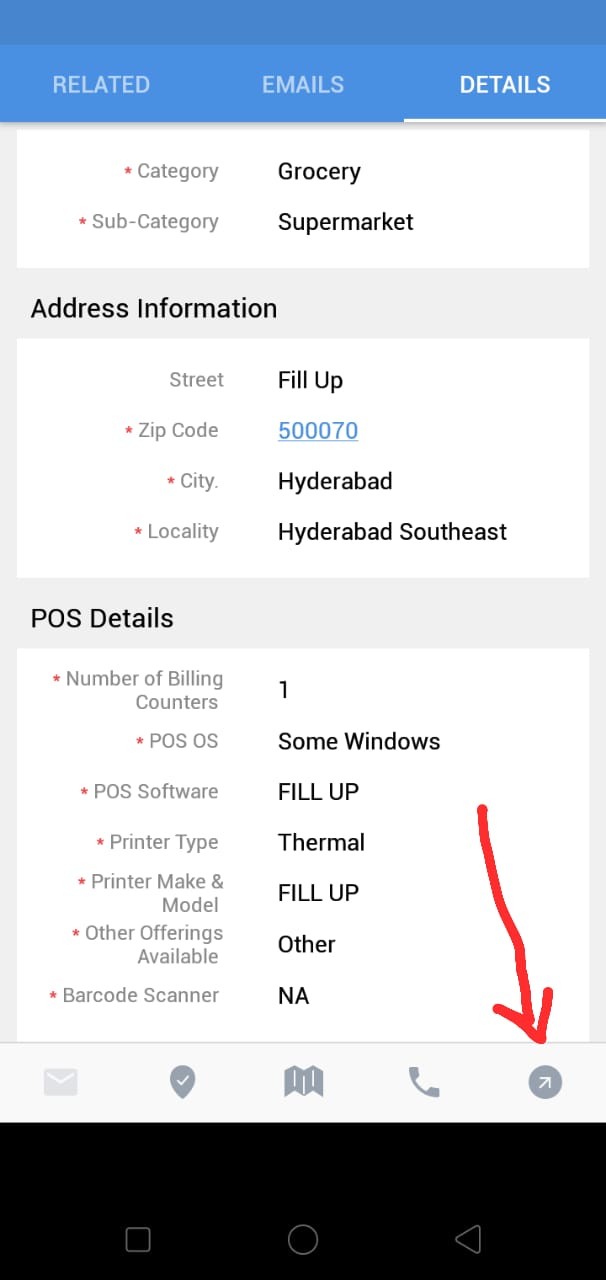 RELATED EMAILS DETAILS
* Category Grocery
* Sub-Category Supermarket
Address Information
Street Fill Up
* Zip Code 500070
* City. Hyderabad
* Locality Hyderabad Southeast
POS Details
* Number of Billing
Counters 1
* POS OS Some Windows
* POS Software FILL UP
* Printer Type Thermal
* Printer Make &
Model FILL UP
* Other Offerings
Available Other
* Barcode Scanner NA